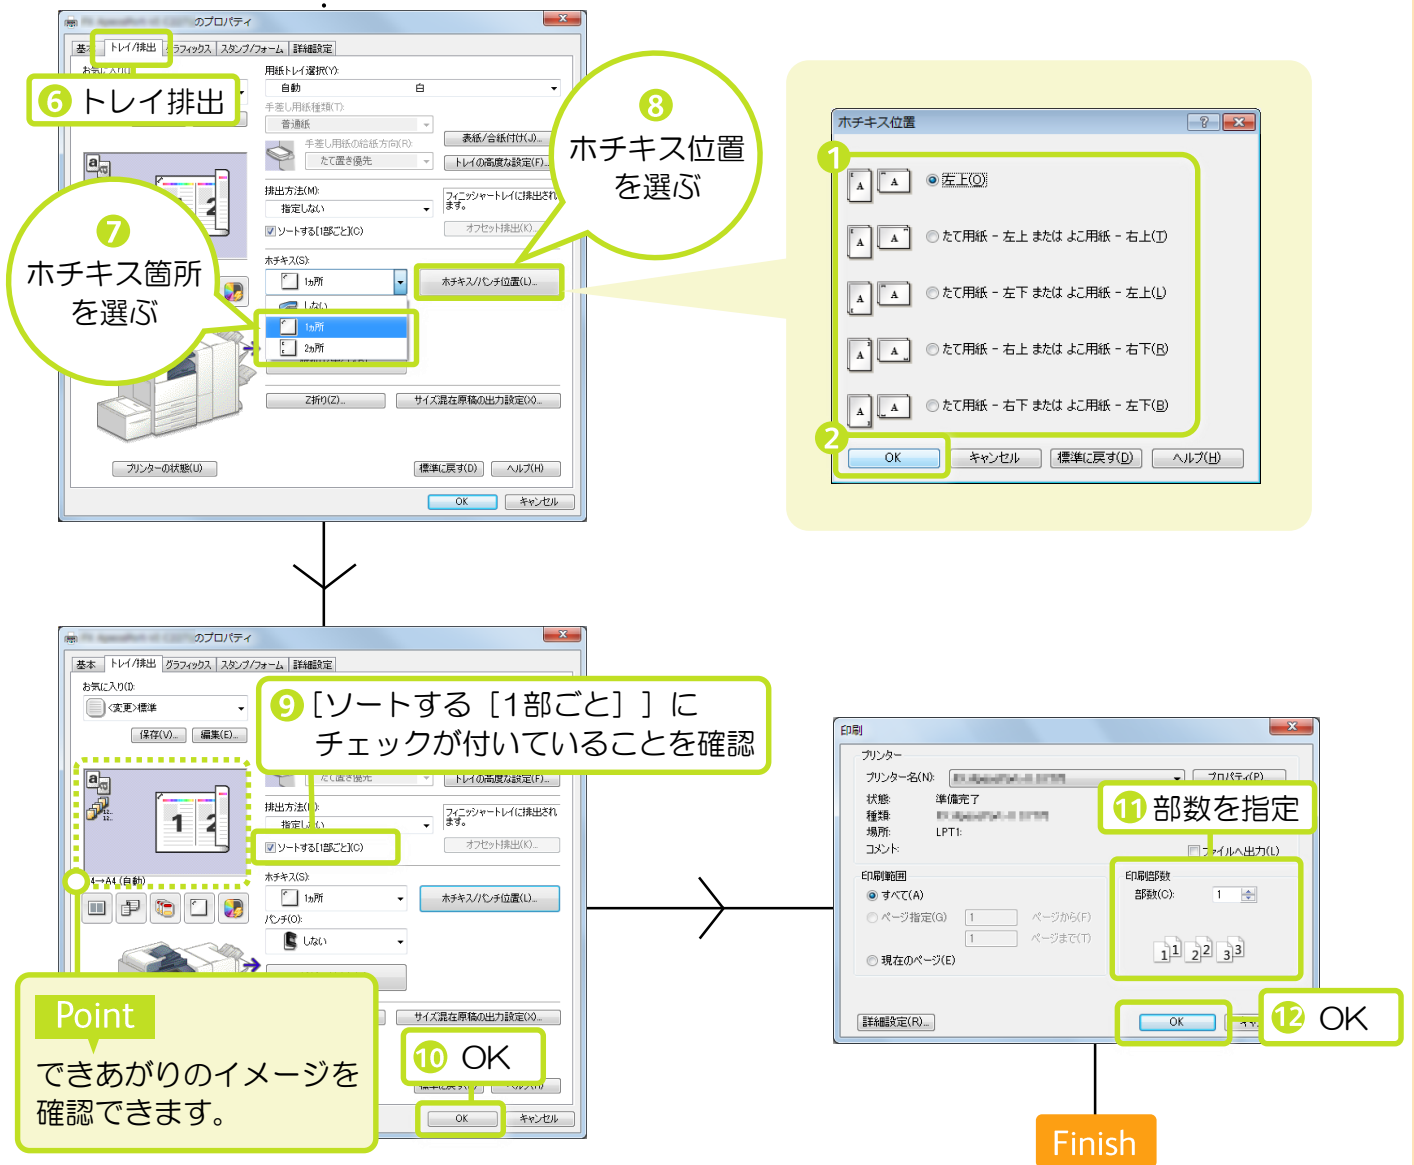 のプロパティ
トレイ/排出 グラフィックス スタンプ/フォーム 詳細設定
❻ トレイ排出
用紙トレイ選択(Y):
自動 白
手差し用紙種類(T):
普通紙
手差し用紙の給紙方向(R):
たて置き優先
表紙/合紙付け(J)...
トレイの高度な設定(F)...
排出方法(M):
指定しない
フィニッシャートレイに排出され
ます。
ソートする[1部ごと](C)
オフセット排出(K)...
ホチキス(S):
1ヵ所
ホチキス/パンチ位置(L)...
しない
1ヵ所
2ヵ所
❼
ホチキス箇所
を選ぶ
❽
ホチキス位置
を選ぶ
Z折り(Z)...
サイズ混在原稿の出力設定(X)...
プリンターの状態(U)
標準に戻す(D)
ヘルプ(H)
OK
キャンセル
ホチキス位置
❶
左上(O)
たて用紙 - 左上 または よこ用紙 - 右上(T)
たて用紙 - 左下 または よこ用紙 - 左上(L)
たて用紙 - 右上 または よこ用紙 - 右下(R)
たて用紙 - 右下 または よこ用紙 - 左下(B)
❷
OK
キャンセル
標準に戻す(D)
ヘルプ(H)
のプロパティ
基本 トレイ/排出 グラフィックス スタンプ/フォーム 詳細設定
お気に入り(I):
<変更>標準
保存(V)...
編集(E)...
❾ [ソートする［1部ごと］］に
チェックが付いていることを確認
たて置き優先
トレイの高度な設定(F)...
1 2
排出方法(M):
指定しない
フィニッシャートレイに排出され
ます。
ソートする[1部ごと](C)
オフセット排出(K)...
4→A4 (自動)
ホチキス(S):
1ヵ所
ホチキス/パンチ位置(L)...
パンチ(O):
しない
サイズ混在原稿の出力設定(X)...
Point
できあがりのイメージを
確認できます。
❿ OK
OK
キャンセル
印刷
プリンター
プリンター名(N):
プロパティ(P)
状態: 準備完了
種類:
場所: LPT1:
コメント:
ファイルへ出力(L)
⓫ 部数を指定
印刷範囲
すべて(A)
ページ指定(G) 1 ページから(F)
1 ページまで(T)
現在のページ(E)
印刷部数
部数(C): 1
1 1 2 2 3 3
詳細設定(R)...
OK
⓬ OK
Finish